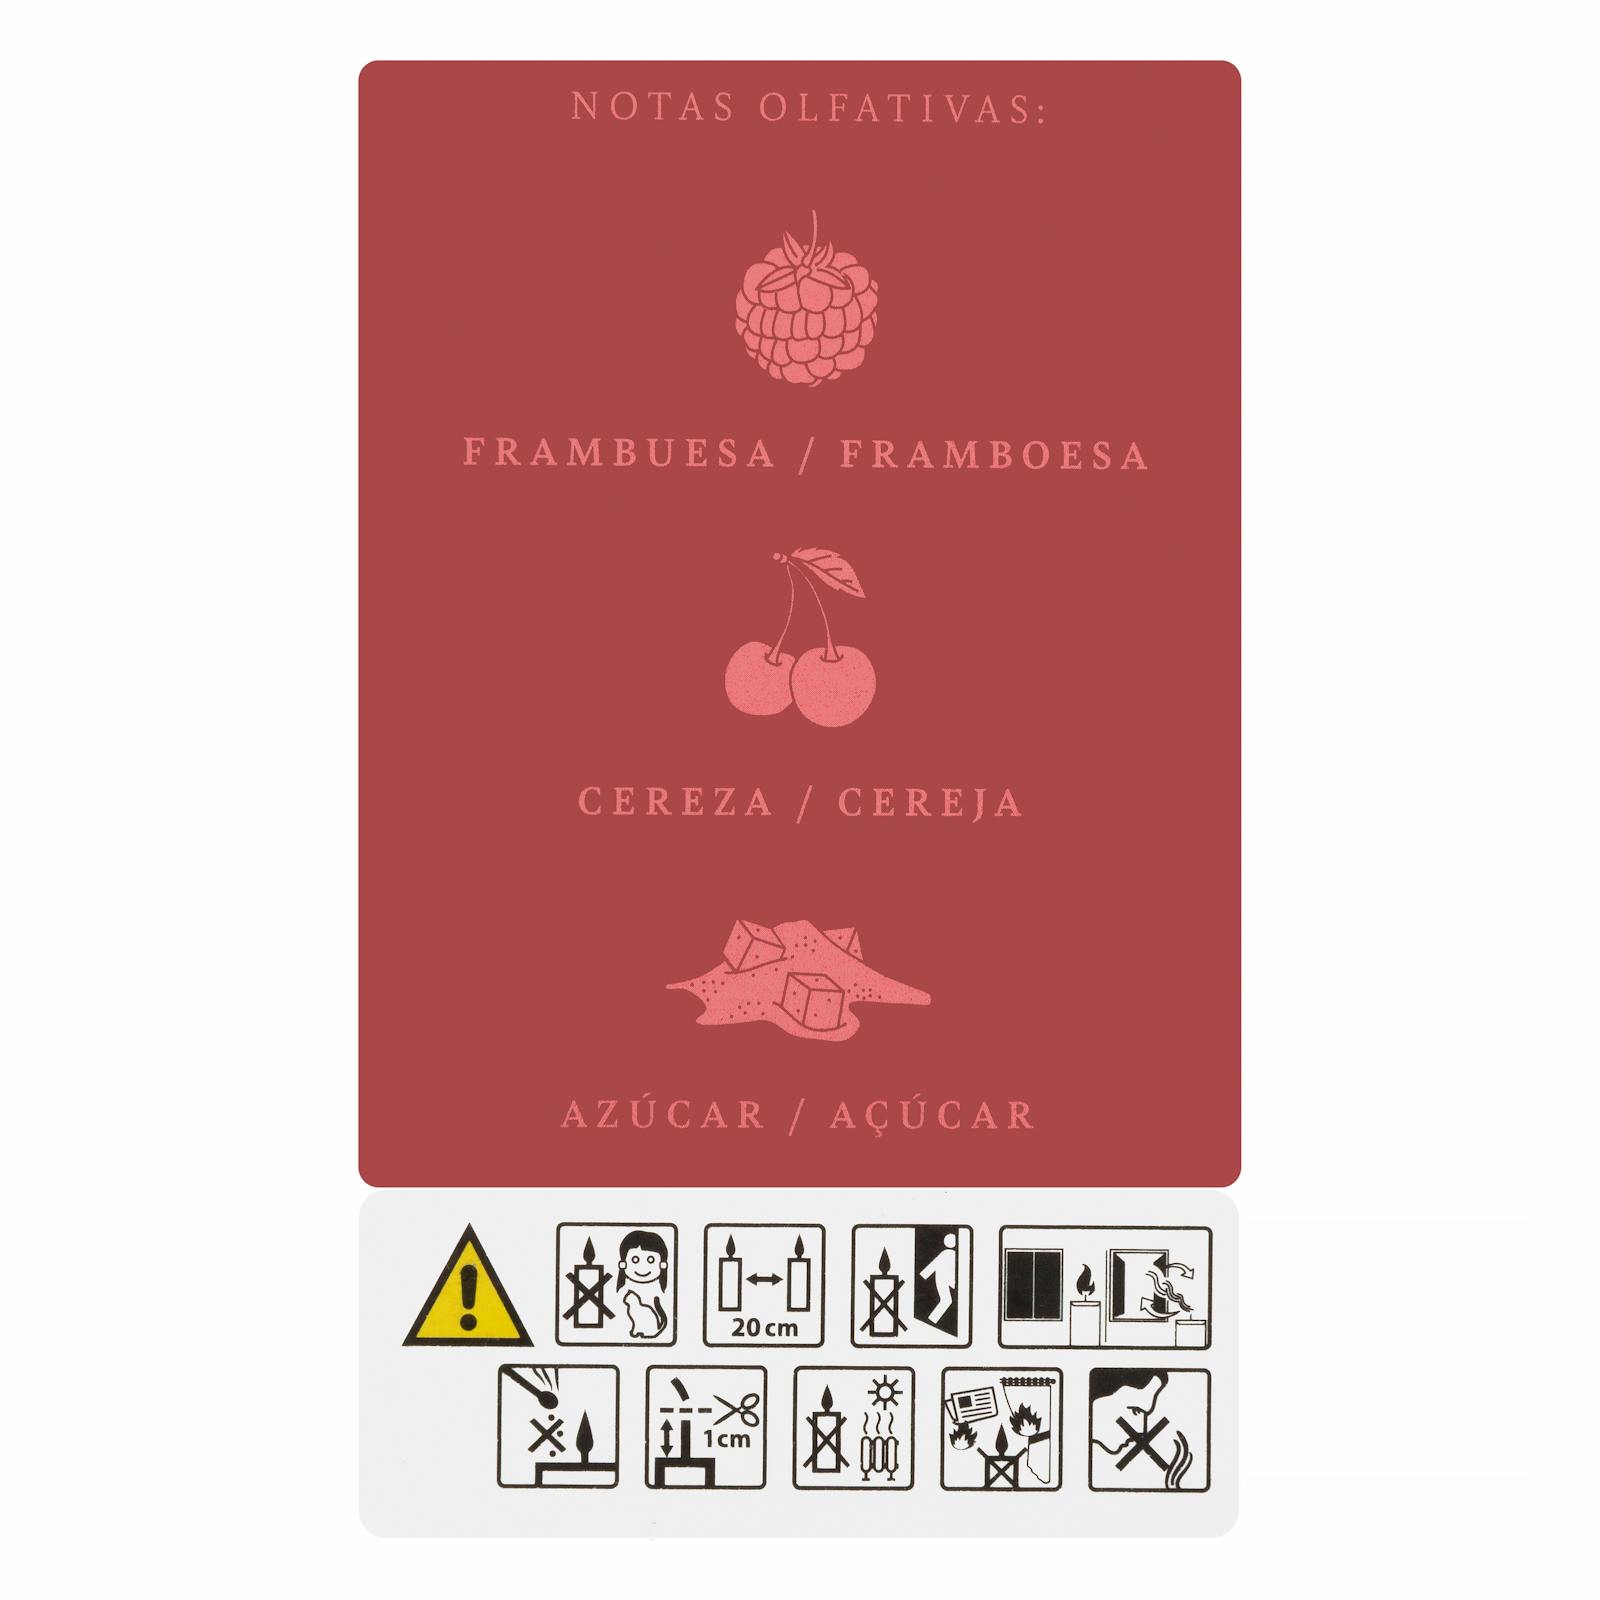 NOTAS OLFATIVAS:
FRAMBUESA / FRAMBOESA
CEREZA / CEREJA
AZÚCAR / AÇÚCAR
20 cm
1cm